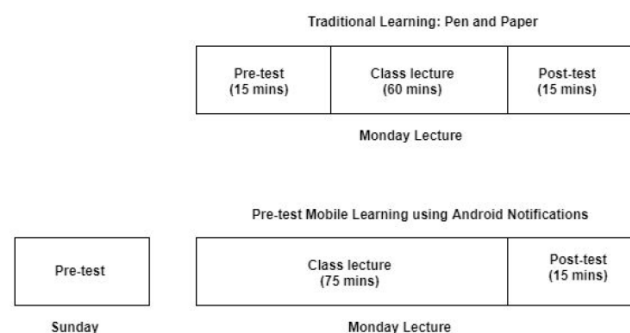 Traditional Learning: Pen and Paper
Pre-test
(15 mins)
Class lecture
(60 mins)
Post-test
(15 mins)
Monday Lecture
Pre-test Mobile Learning using Android Notifications
Pre-test
Class lecture
(75 mins)
Post-test
(15 mins)
Sunday
Monday Lecture